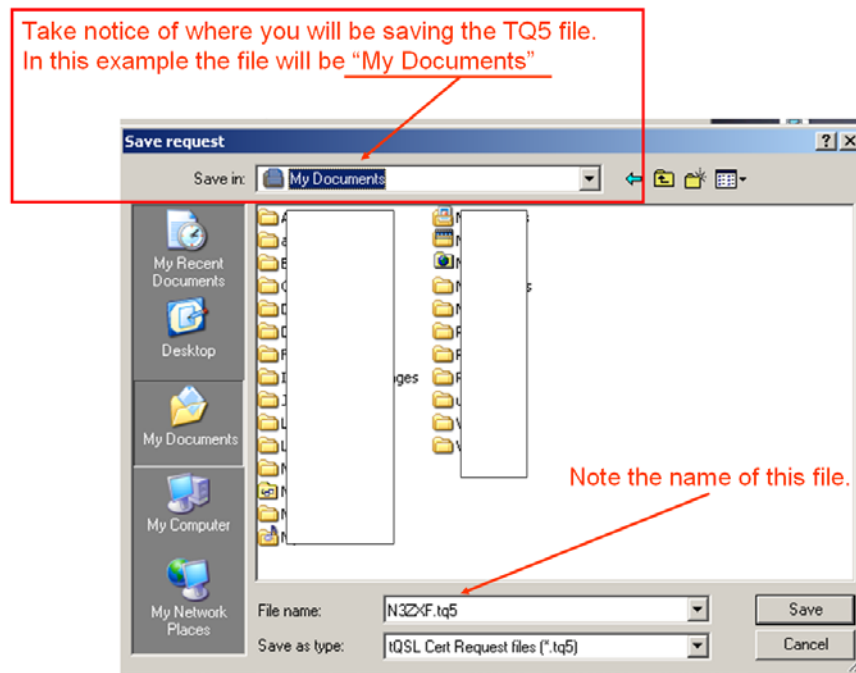 Take notice of where you will be saving the TQ5 file.
In this example the file will be “My Documents”
Save request
Save in:
My Documents
My Recent
Documents
Desktop
My Documents
My Computer
My Network
Places
Note the name of this file.
File name:
N3ZXF.tq5
Save
Save as type:
tQSL Cert Request files (*.tq5)
Cancel